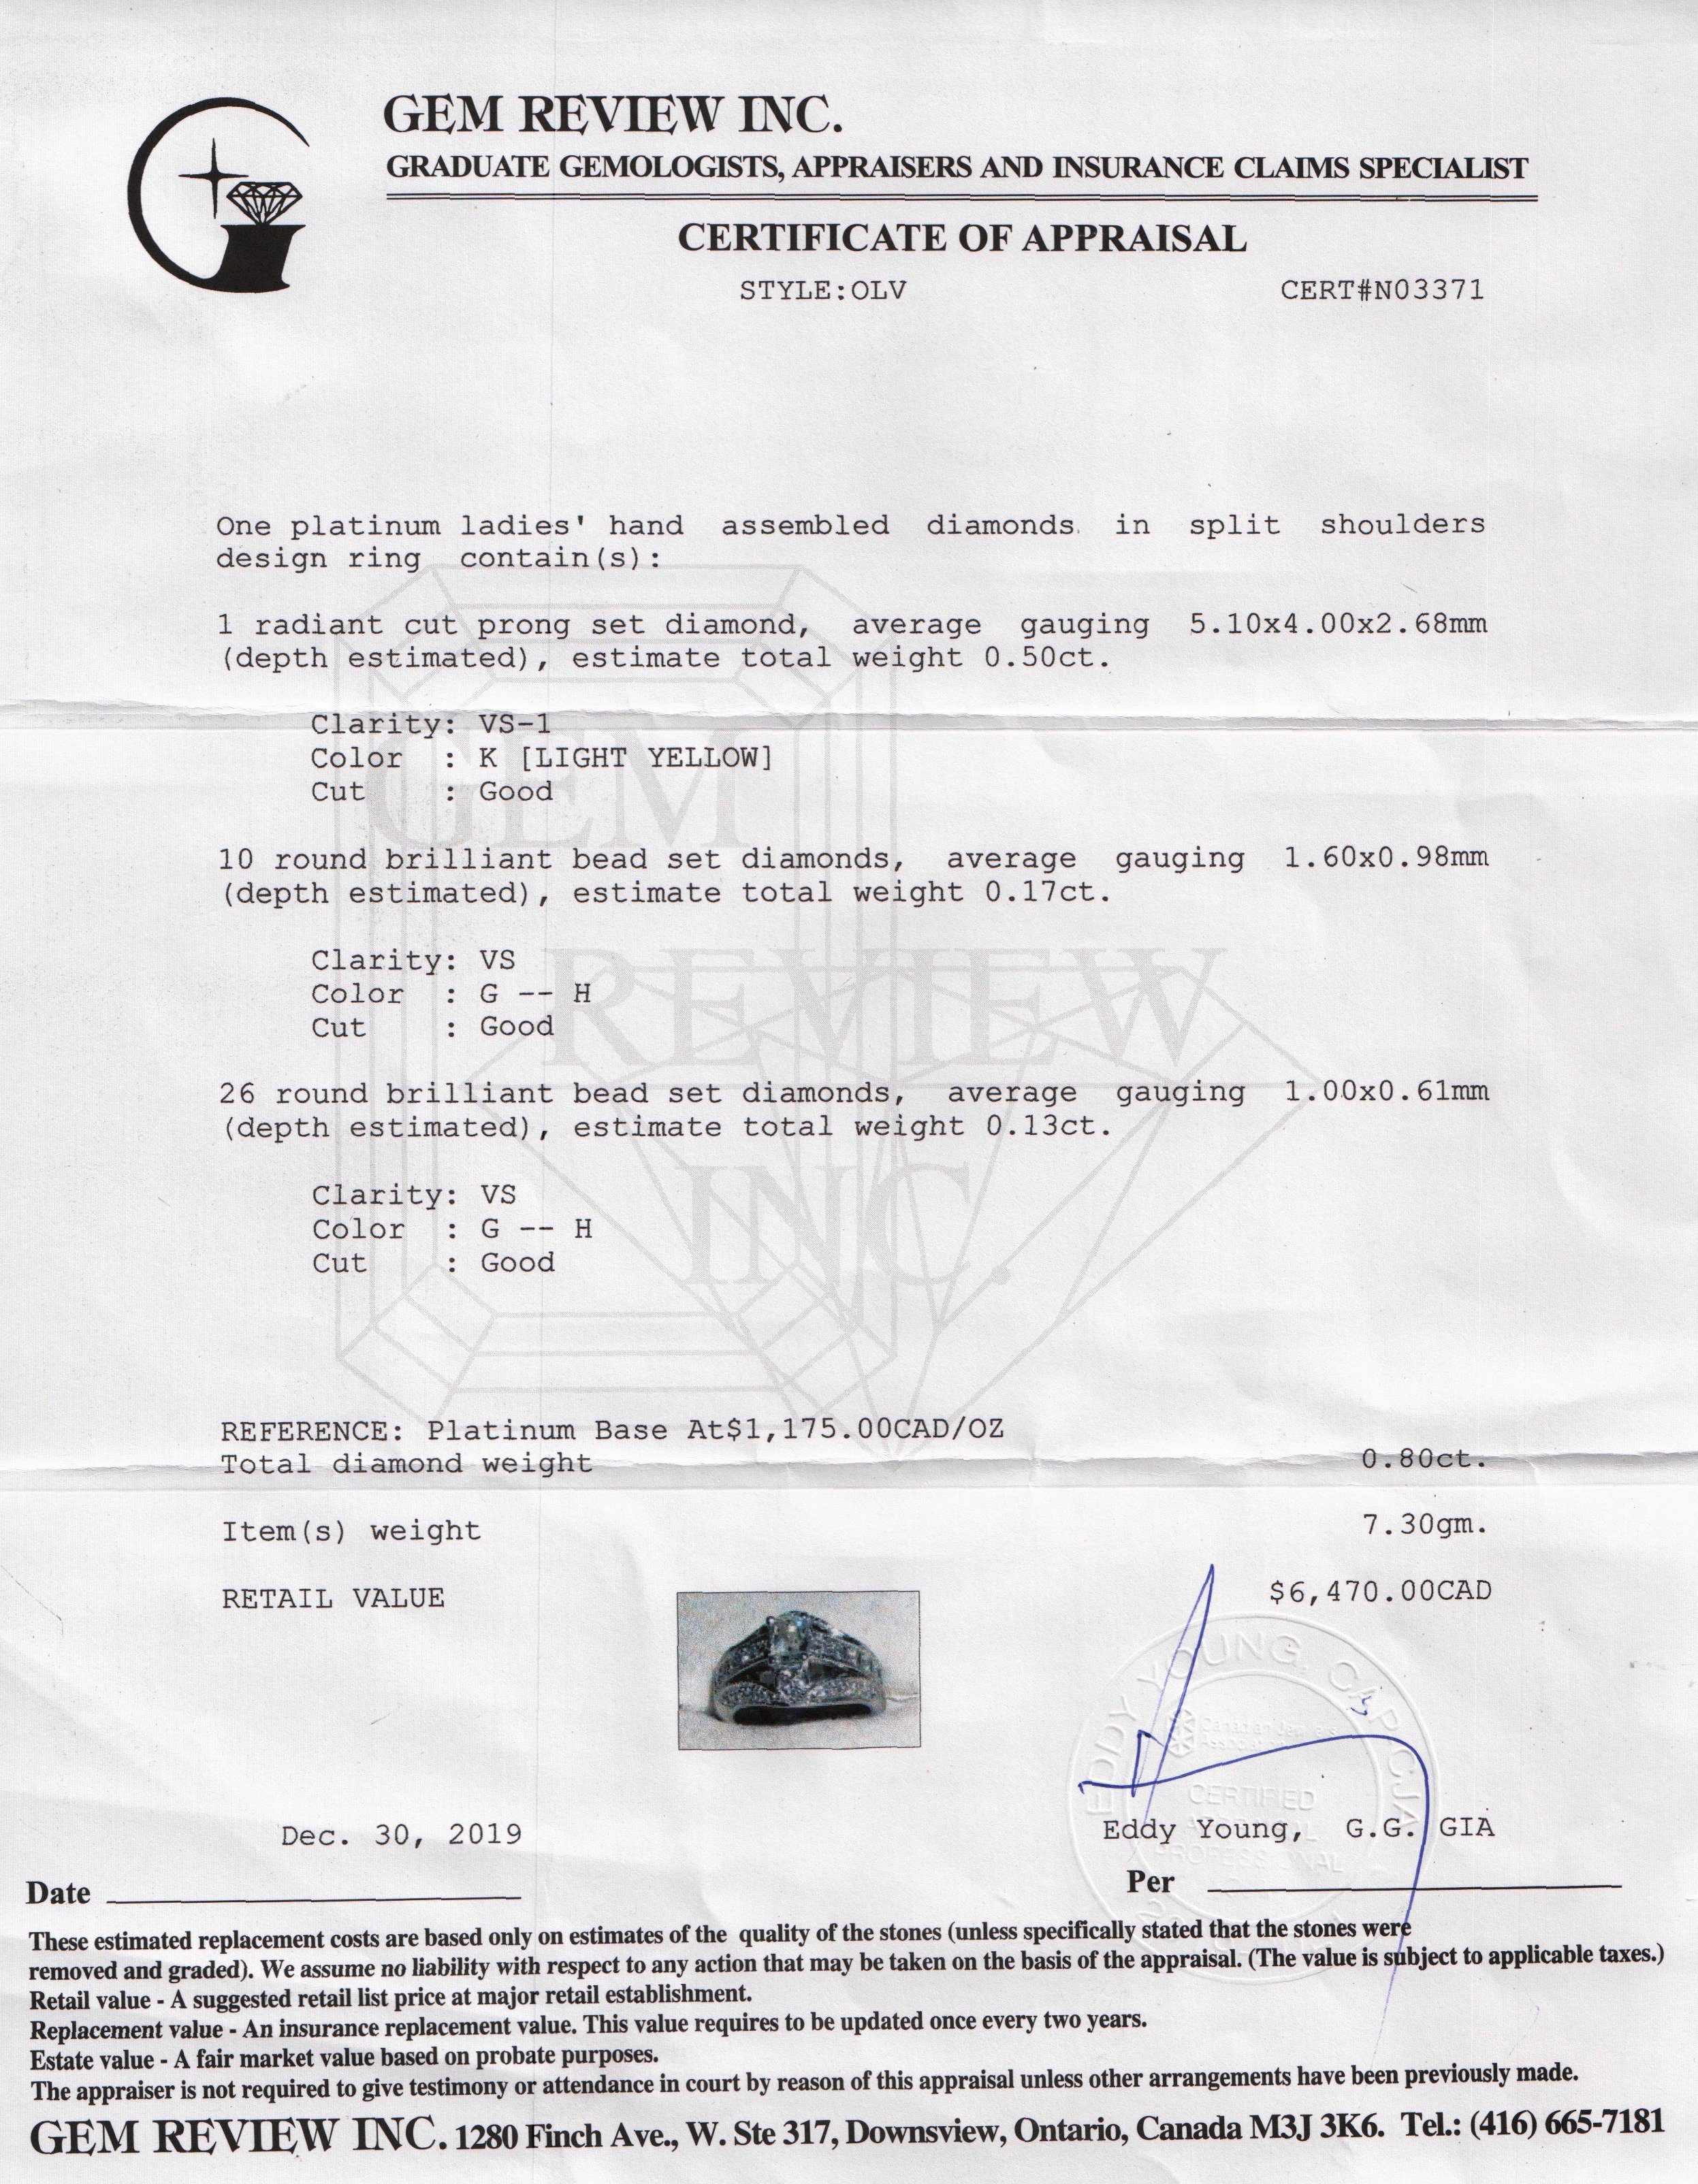 GEM REVIEW INC.
GRADUATE GEMOLOGISTS, APPRAISERS AND INSURANCE CLAIMS SPECIALIST
CERTIFICATE OF APPRAISAL
STYLE:OLV CERT#N03371
One platinum ladies' hand assembled diamonds in split shoulders
design ring contain(s):
1 radiant cut prong set diamond, average gauging 5.10x4.00x2.68mm
(depth estimated), estimate total weight 0.50ct.
Clarity: VS-1
Color : K [LIGHT YELLOW]
Cut : Good
10 round brilliant bead set diamonds, average gauging 1.60x0.98mm
(depth estimated), estimate total weight 0.17ct.
Clarity: VS
Color : G -- H
Cut : Good
26 round brilliant bead set diamonds, average gauging 1.00x0.61mm
(depth estimated), estimate total weight 0.13ct.
Clarity: VS
Color : G -- H
Cut : Good
GEM
REVIEW
INC.
REFERENCE: Platinum Base At$1,175.00CAD/OZ
Total diamond weight 0.80ct.
Item(s) weight 7.30gm.
RETAIL VALUE $6,470.00CAD
EDDY YOUNG, CAP, CJA
CERTIFIED
PROFESSIONAL
Dec. 30, 2019 Eddy Young, G.G. GIA
Date Per
These estimated replacement costs are based only on estimates of the quality of the stones (unless specifically stated that the stones were
removed and graded). We assume no liability with respect to any action that may be taken on the basis of the appraisal. (The value is subject to applicable taxes.)
Retail value - A suggested retail list price at major retail establishment.
Replacement value - An insurance replacement value. This value requires to be updated once every two years.
Estate value - A fair market value based on probate purposes.
The appraiser is not required to give testimony or attendance in court by reason of this appraisal unless other arrangements have been previously made.
GEM REVIEW INC. 1280 Finch Ave., W. Ste 317, Downsview, Ontario, Canada M3J 3K6. Tel.: (416) 665-7181